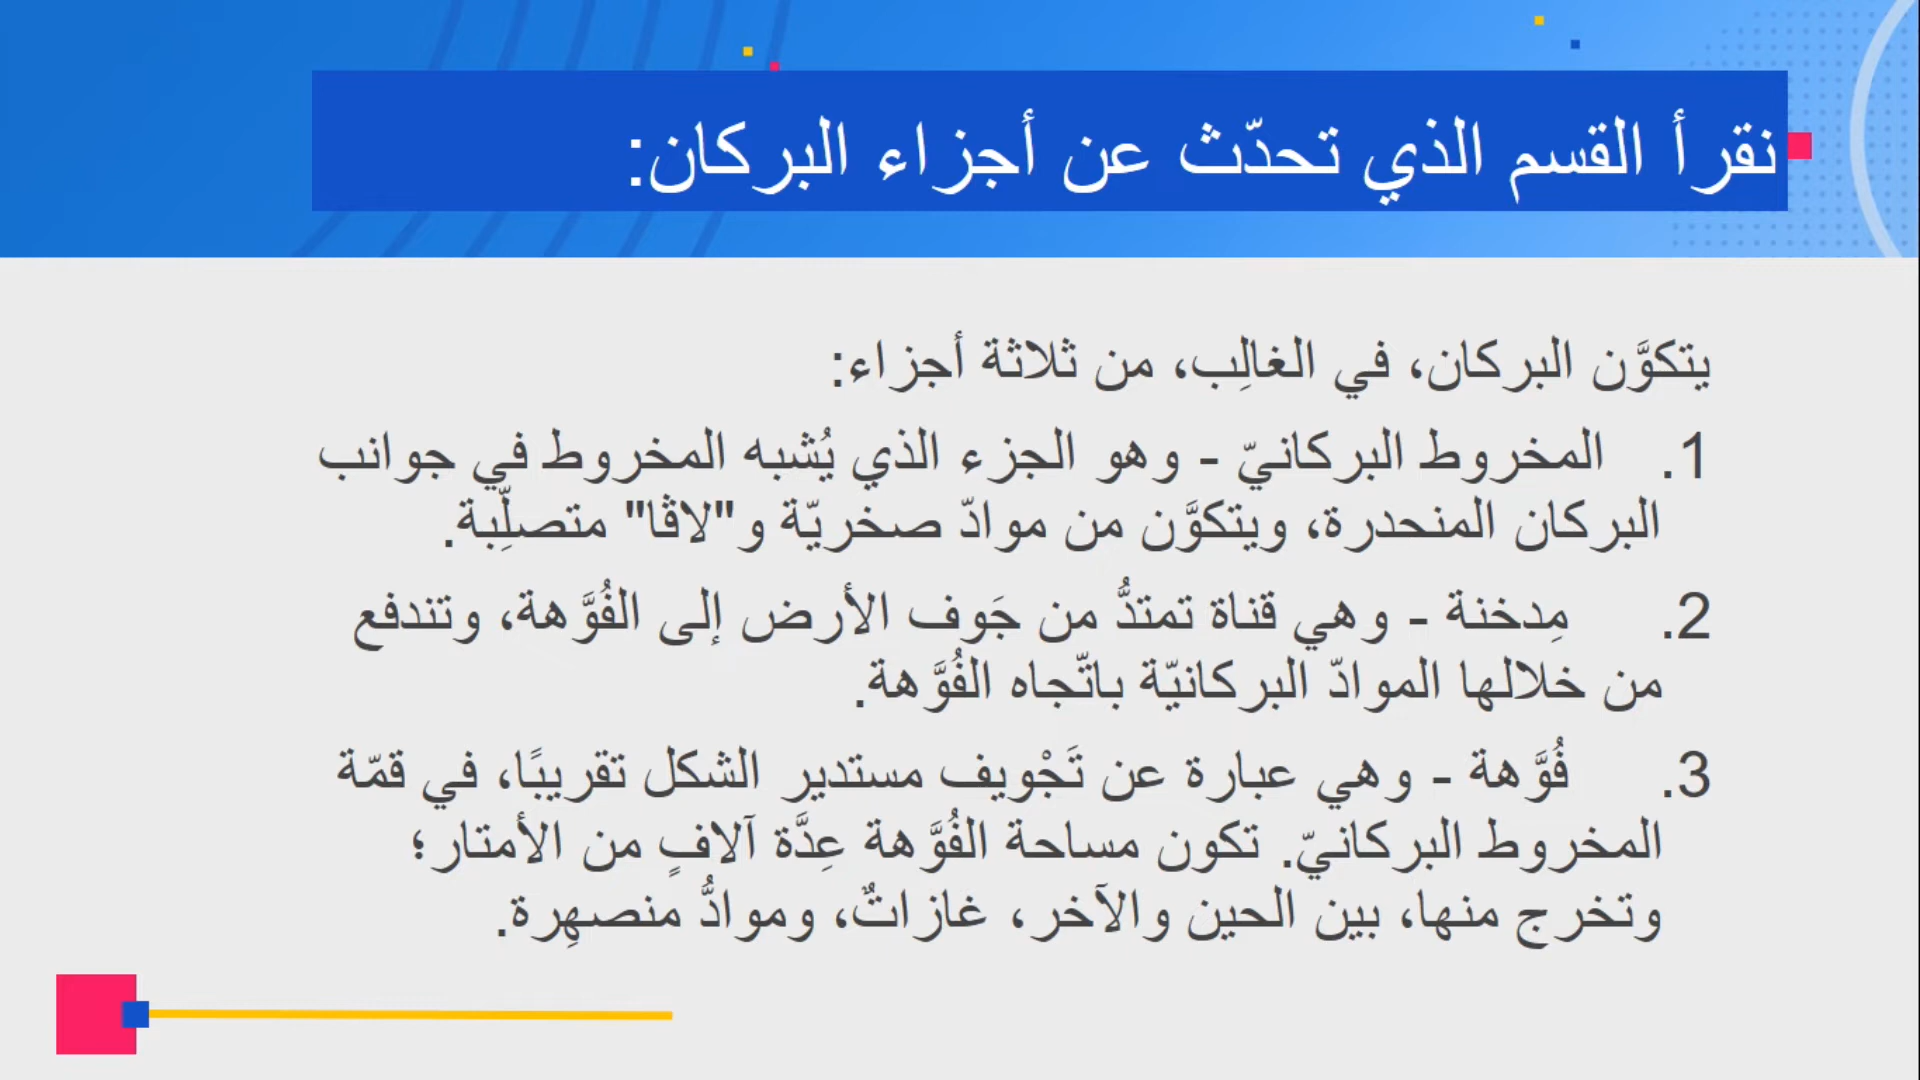 نقرأ القسم الذي تحدّث عن أجزاء البركان:
يتكوَّن البركان، في الغالِب، من ثلاثة أجزاء:
1. المخروط البركانيّ - وهو الجزء الذي يُشبه المخروط في جوانب
البركان المنحدرة، ويتكوَّن من موادّ صخريّة و"لاڤا" متصلِّبة.
2. مِدخنة - وهي قناة تمتدُّ من جَوف الأرض إلى الفُوَّهة، وتندفع
من خلالها الموادّ البركانيّة باتّجاه الفُوَّهة.
3. فُوَّهة - وهي عبارة عن تَجْويف مستدير الشكل تقريبًا، في قمّة
المخروط البركانيّ. تكون مساحة الفُوَّهة عِدَّة آلافٍ من الأمتار؛
وتخرج منها، بين الحين والآخر، غازاتٌ، وموادُّ منصهِرة.